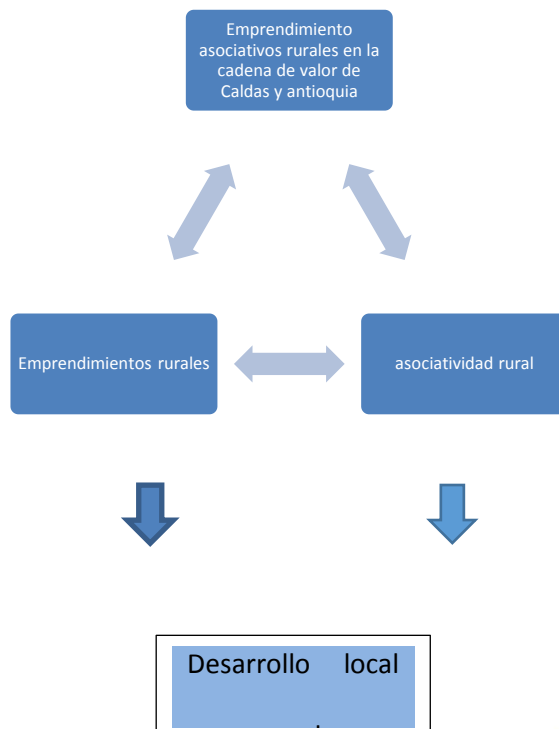 Emprendimiento
asociativos rurales en la
cadena de valor de
Caldas y antioquia
Emprendimientos rurales
asociatividad rural
Desarrollo local